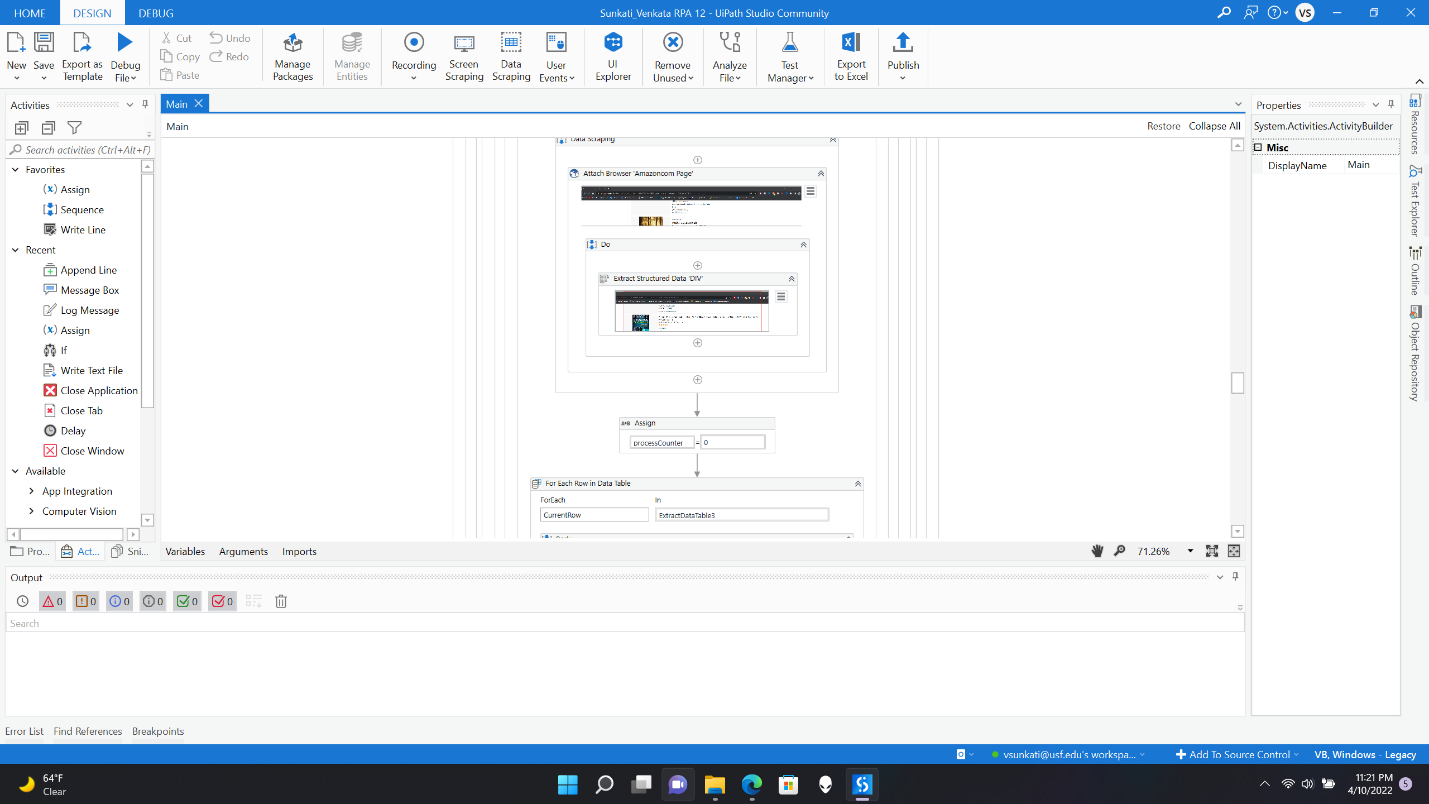 HOME DESIGN DEBUG Sunkati_Venkata RPA 12 - UiPath Studio Community VS
New Save Export as Template Debug File Cut Copy Paste Undo Redo Manage Packages Manage Entities Recording Screen Scraping Data Scraping User Events UI Explorer Remove Unused Analyze File Test Manager Export to Excel Publish
Activities
Search activities (Ctrl+Alt+F)
Favorites
Assign
Sequence
Write Line
Recent
Append Line
Message Box
Log Message
Assign
If
Write Text File
Close Application
Close Tab
Delay
Close Window
Available
App Integration
Computer Vision
Pro... Act... Sni...
Main
Main Restore Collapse All
Data Scraping
Attach Browser 'Amazoncom Page'
Do
Extract Structured Data 'DIV'
A*B Assign
processCounter = 0
For Each Row in Data Table
ForEach In
CurrentRow ExtractDataTable3
Variables Arguments Imports 71.26%
Properties
System.Activities.ActivityBuilder
Misc
DisplayName Main
Resources
Test Explorer
Outline
Object Repository
Output
0 0 0 0 0 0
Search
Error List Find References Breakpoints
vsunkati@usf.edu's workspa... Add To Source Control VB, Windows - Legacy
64°F
Clear
11:21 PM
4/10/2022 5